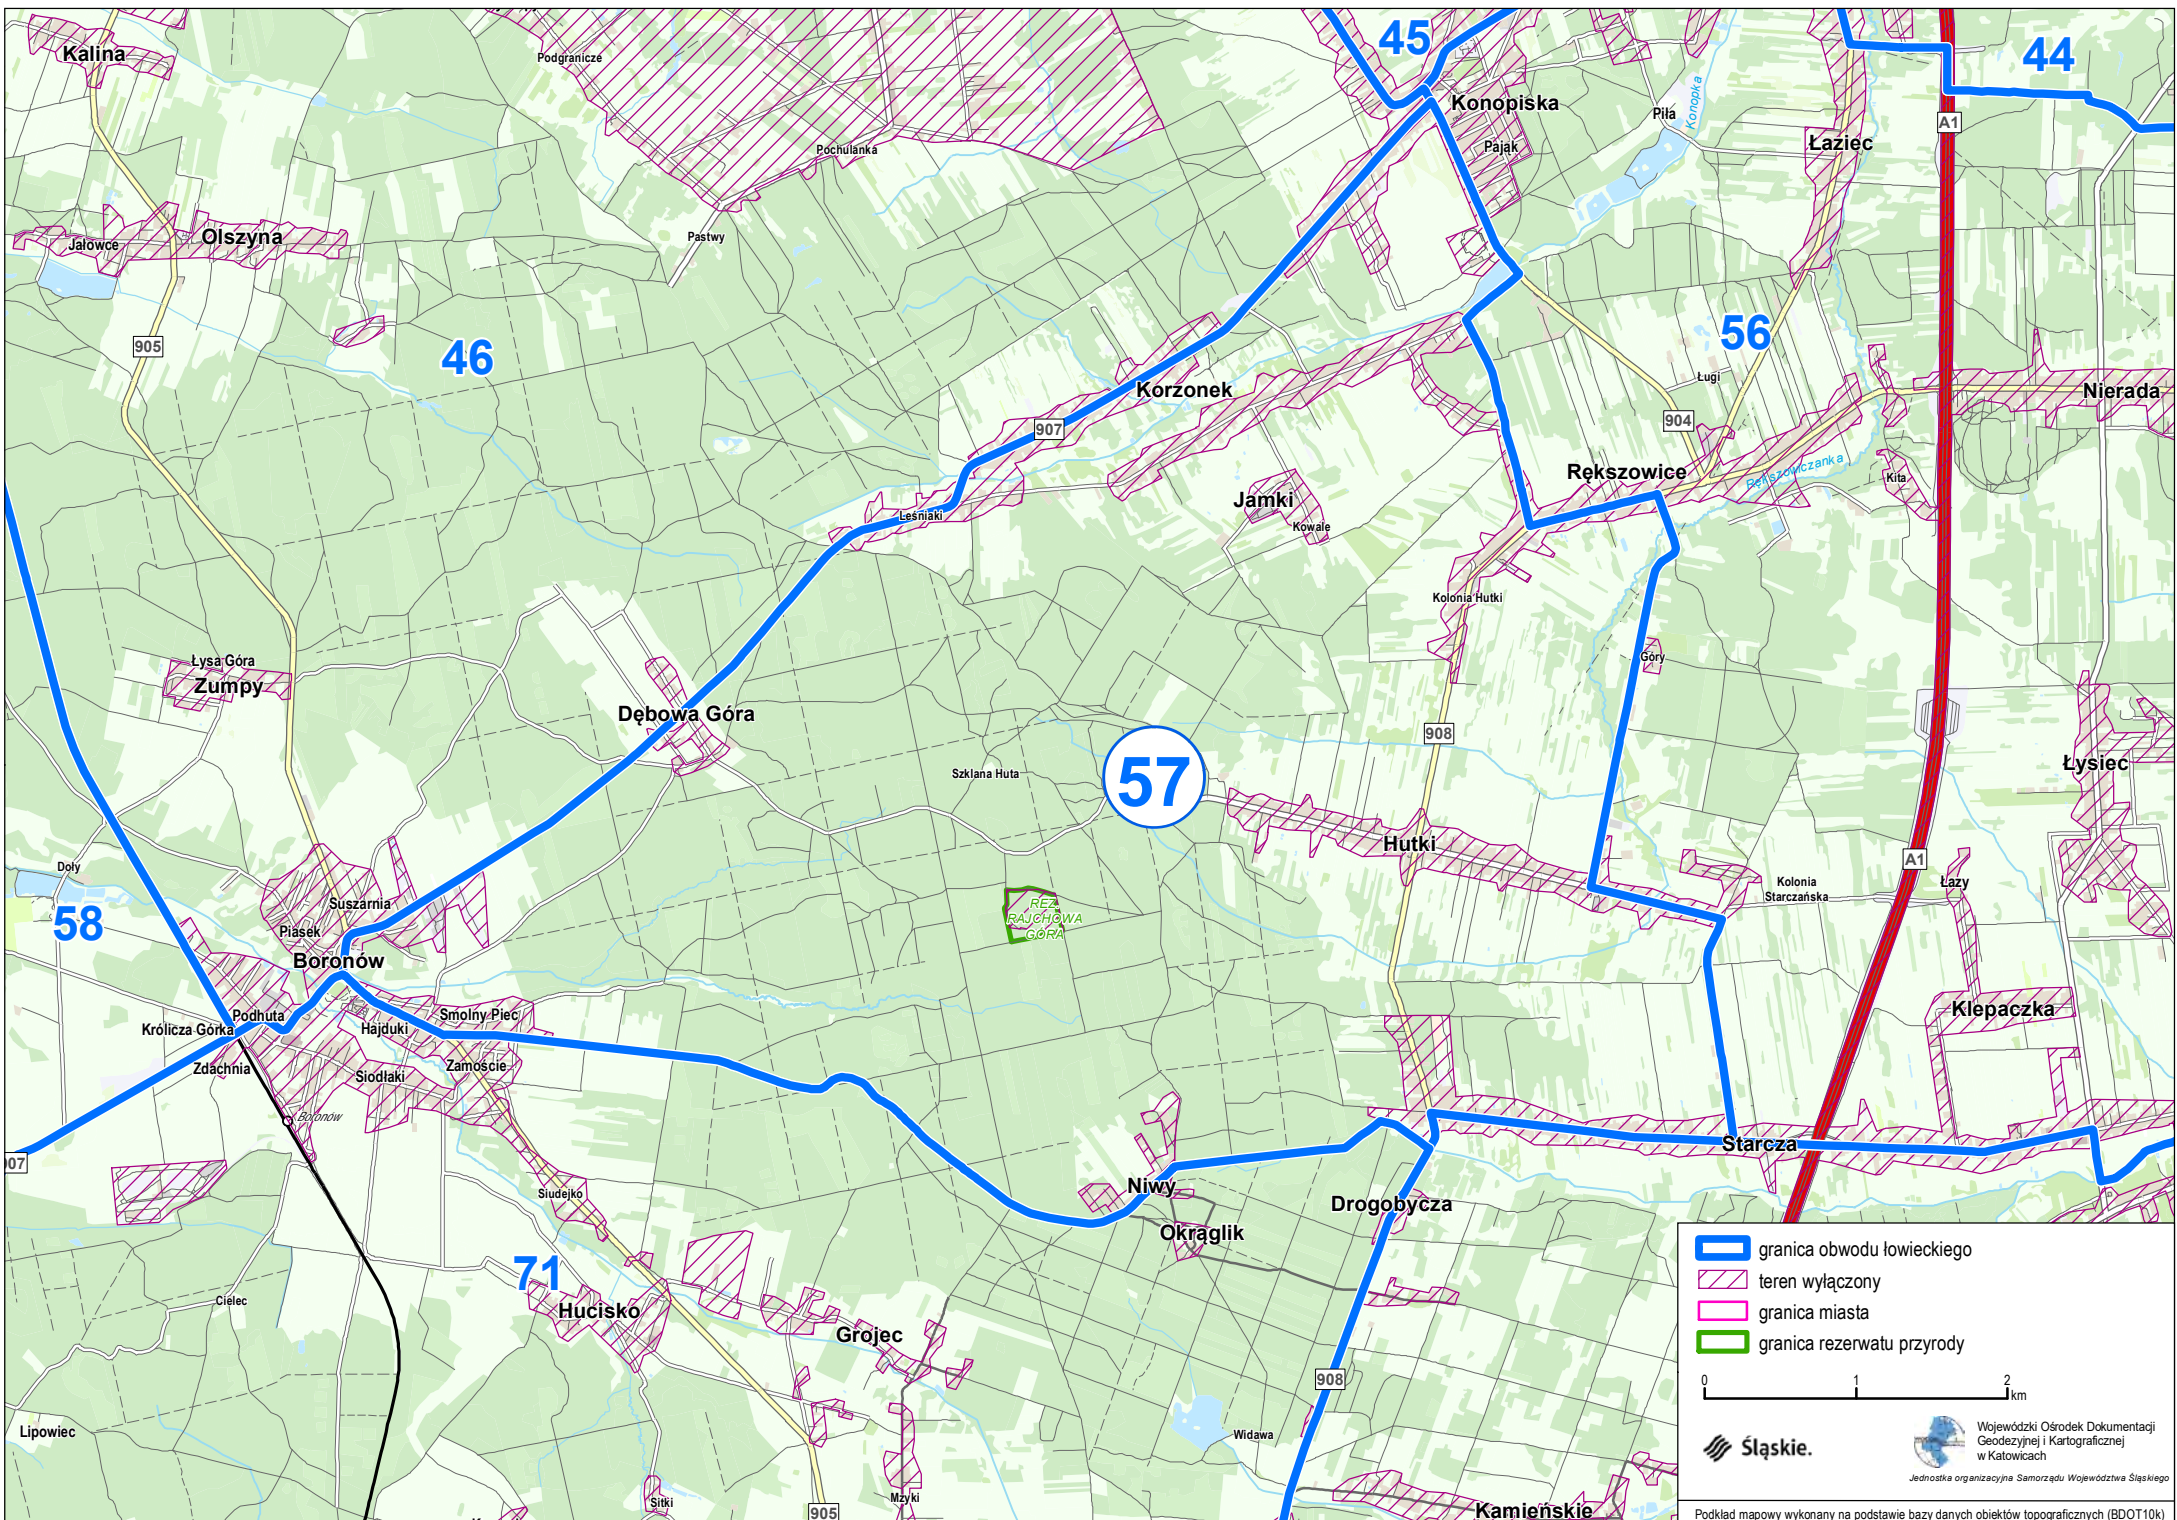 Kalina
Podgranicze
45
44
Konopiska
Konopka
Piła
A1
Łaziec
Pająk
Pochulanka
Jałowce
Olszyna
Pastwy
905
46
56
Korzonek
Ługi
Nierada
907
904
Rększowice
Rększowiczanka
Kita
Jamki
Leśniaki
Kowale
Kolonia Hutki
Łysa Góra
Zumpy
Góry
Dębowa Góra
908
Szklana Huta
57
Łysiec
Hutki
Doły
A1
Kolonia
Starczańska
Łazy
Suszarnia
58
REZ.
RAJCHOWA
GÓRA
Piasek
Boronów
Klepaczka
Podhuta
Smolny Piec
Królicza Górka
Hajduki
Zdachnia
Siodłaki
Zamoście
Boronów
Starcza
907
Niwy
Siudejko
Drogobycza
Okrąglik
granica obwodu łowieckiego
71
teren wyłączony
Cielec
Hucisko
granica miasta
Grojec
granica rezerwatu przyrody
908
0 1 2
km
Lipowiec
Widawa
Śląskie.
Wojewódzki Ośrodek Dokumentacji
Geodezyjnej i Kartograficznej
w Katowicach
Jednostka organizacyjna Samorządu Województwa Śląskiego
Sitki
Mzyki
905
Kamieńskie
Podkład mapowy wykonany na podstawie bazy danych obiektów topograficznych (BDOT10k)